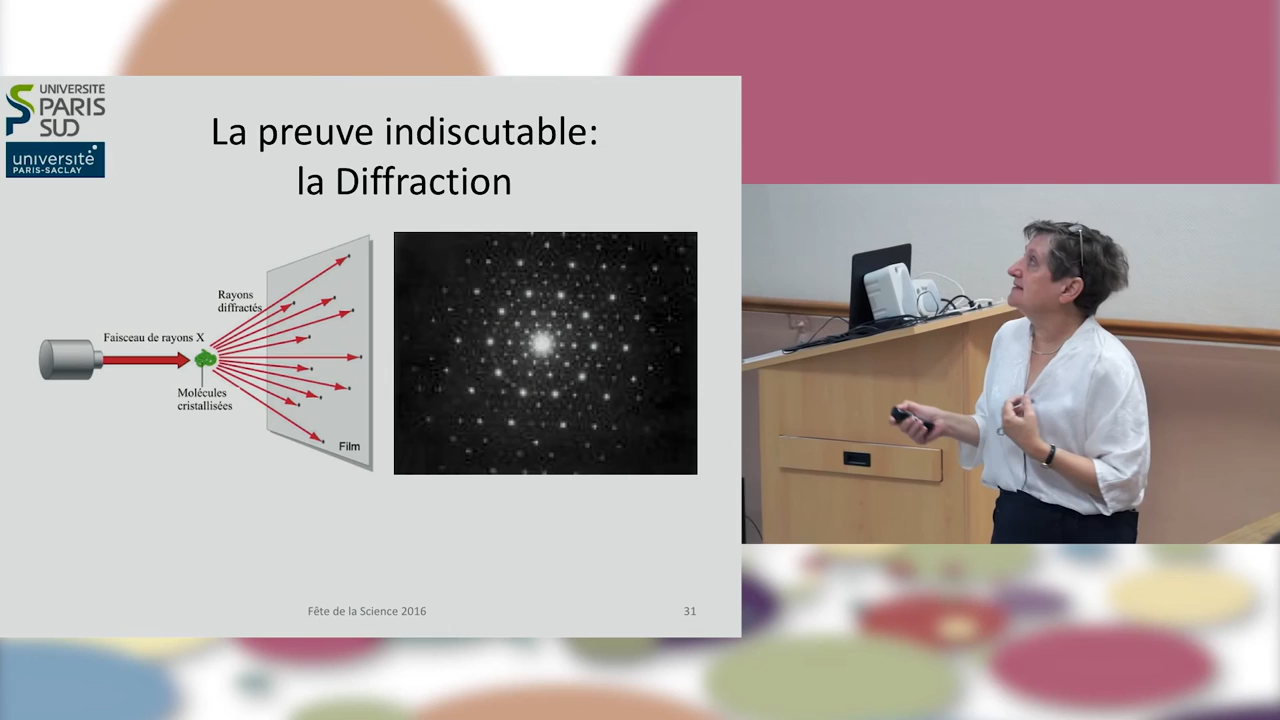 UNIVERSITÉ
PARIS
SUD
université
PARIS-SACLAY
La preuve indiscutable:
la Diffraction
Rayons
diffractés
Faisceau de rayons X
Molécules
cristallisées
Film
Fête de la Science 2016
31